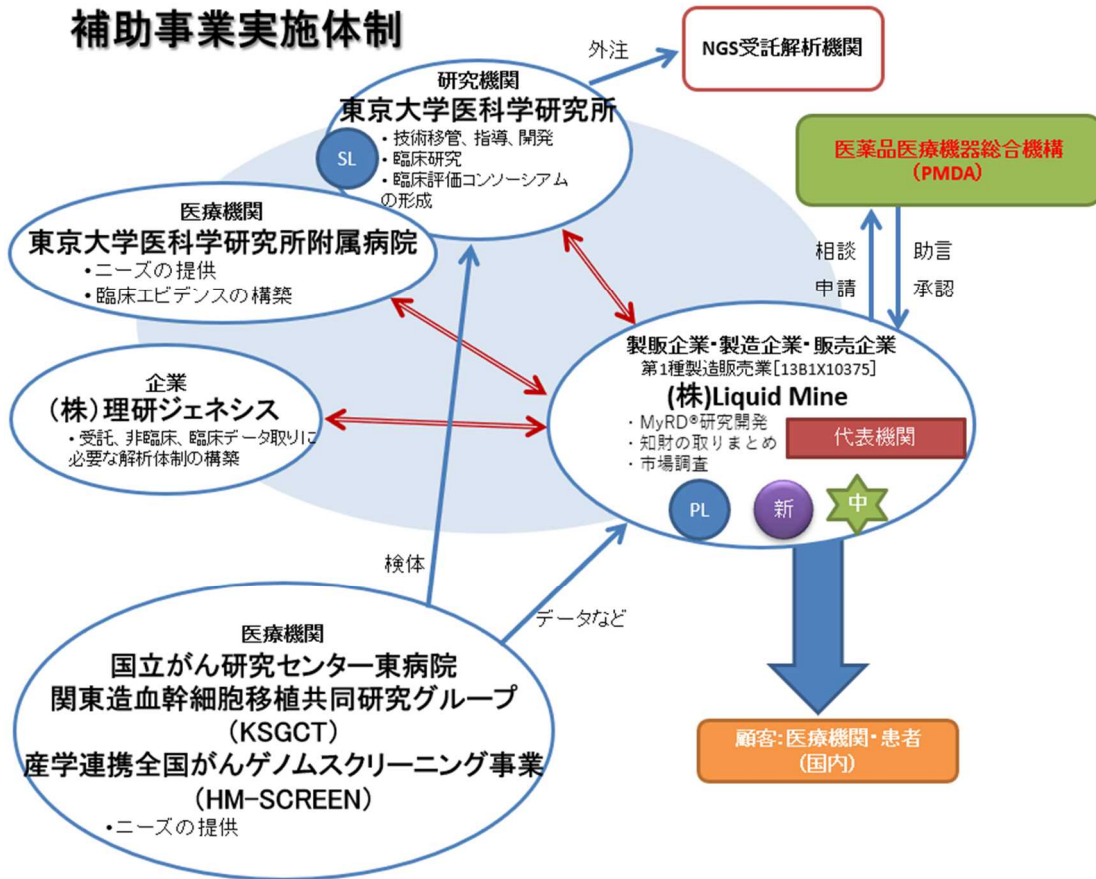 補助事業実施体制
外注
NGS受託解析機関
研究機関
東京大学医科学研究所
・技術移管、指導、開発
・臨床研究
・臨床評価コンソーシアム
の形成
SL
医薬品医療機器総合機構
(PMDA)
医療機関
東京大学医科学研究所附属病院
・ニーズの提供
・臨床エビデンスの構築
相談
申請
助言
承認
製販企業・製造企業・販売企業
第1種製造販売業[13B1X10375]
(株)Liquid Mine
・MyRD®研究開発
・知財の取りまとめ
・市場調査
代表機関
PL
新
中
企業
(株)理研ジェネシス
・受託、非臨床、臨床データ取りに
必要な解析体制の構築
検体
データなど
医療機関
国立がん研究センター東病院
関東造血幹細胞移植共同研究グループ
(KSGCT)
産学連携全国がんゲノムスクリーニング事業
(HM-SCREEN)
・ニーズの提供
顧客:医療機関・患者
(国内)